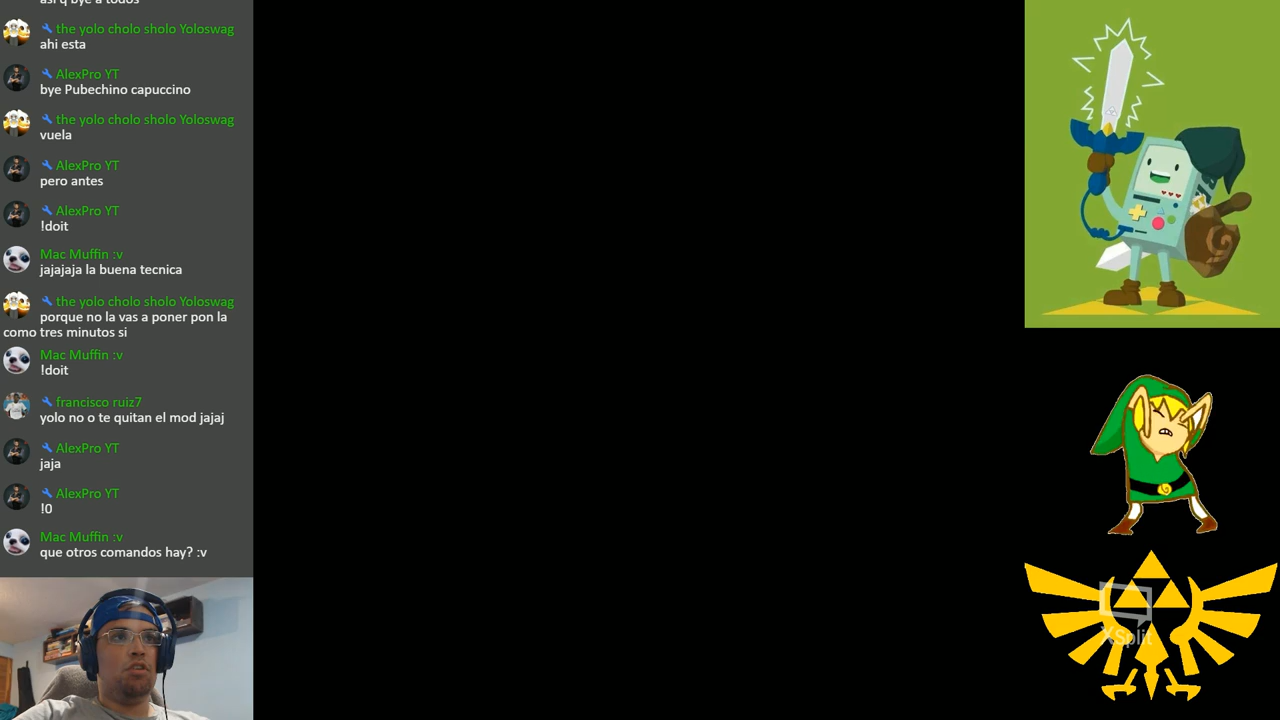 así q bye a todos
the yolo cholo sholo Yoloswag
ahi esta
AlexPro YT
bye Pubechino capuccino
the yolo cholo sholo Yoloswag
vuela
AlexPro YT
pero antes
AlexPro YT
!doit
Mac Muffin :v
jajajaja la buena tecnica
the yolo cholo sholo Yoloswag
porque no la vas a poner pon la
como tres minutos si
Mac Muffin :v
!doit
francisco ruiz7
yolo no o te quitan el mod jajaj
AlexPro YT
jaja
AlexPro YT
!0
Mac Muffin :v
que otros comandos hay? :v
XSplit